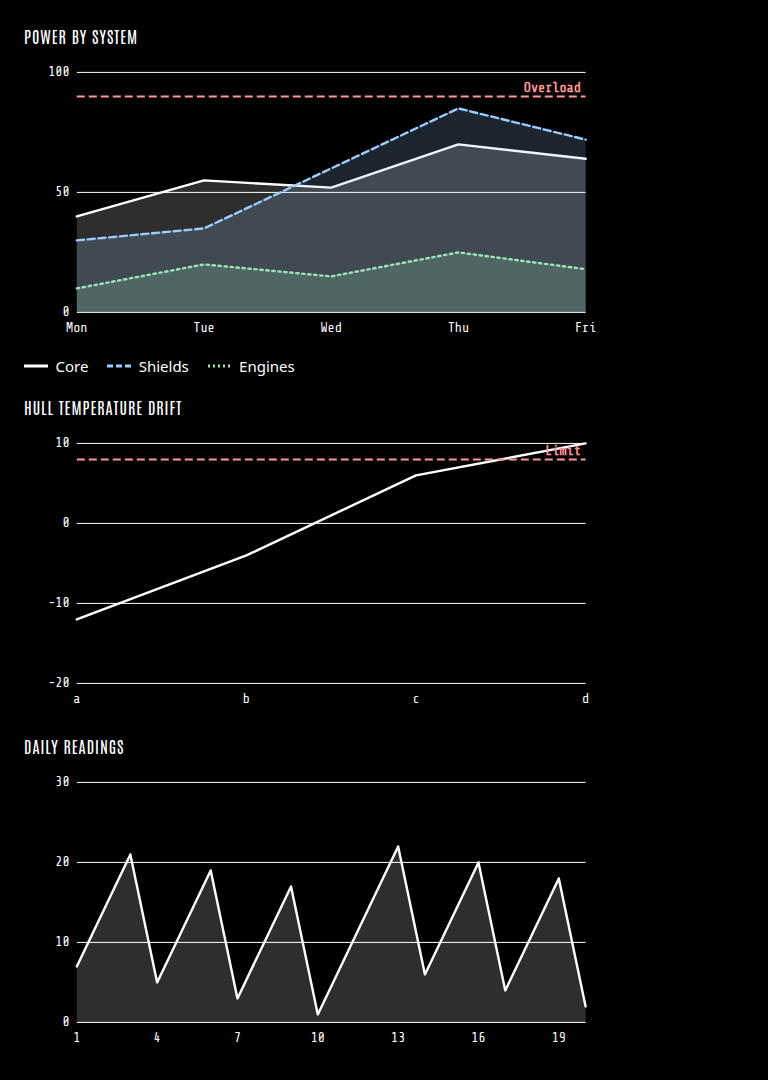 POWER BY SYSTEM
100
Overload
50
0
Mon Tue Wed Thu Fri
Core Shields Engines
HULL TEMPERATURE DRIFT
10
Limit
0
−10
−20
a b c d
DAILY READINGS
30
20
10
0
1 4 7 10 13 16 19